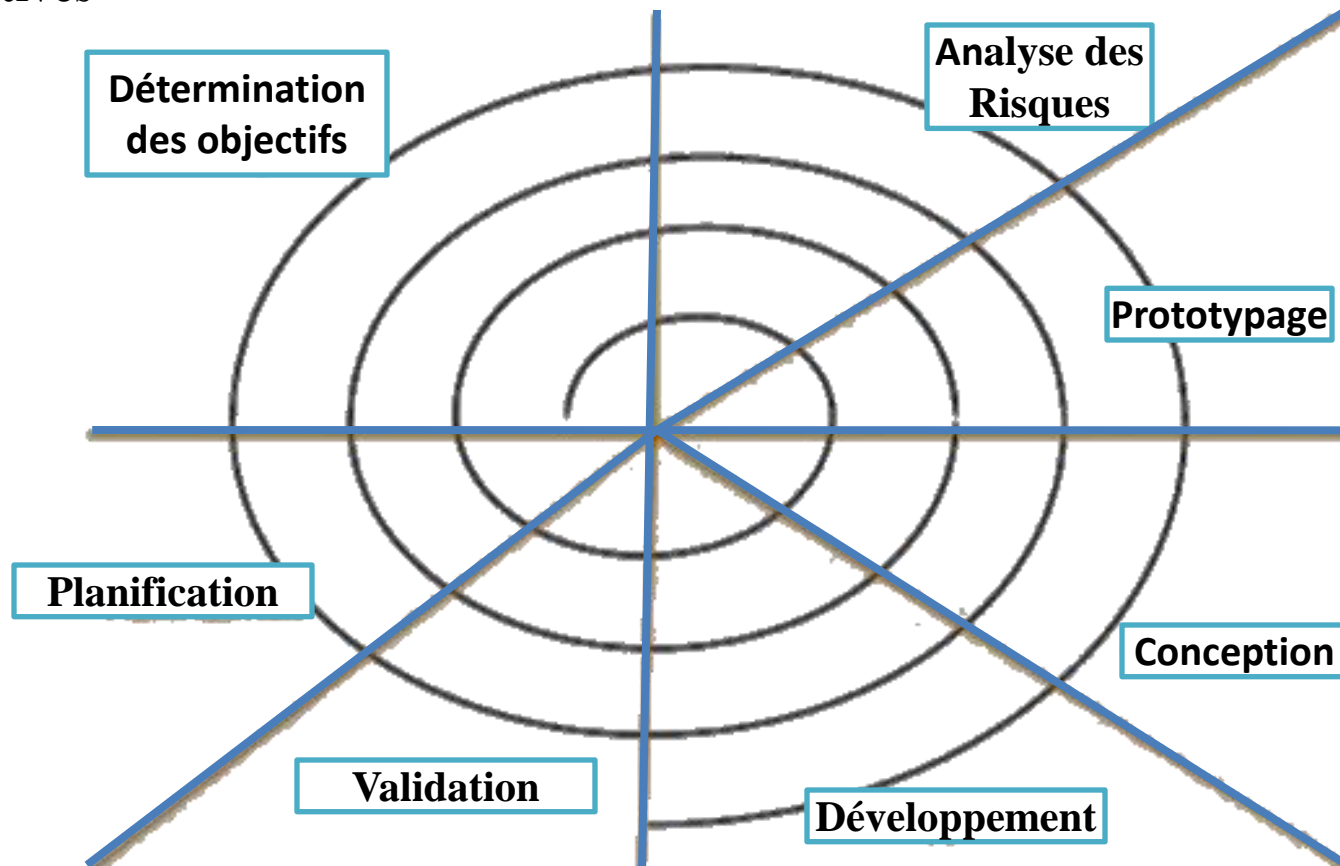 Détermination
des objectifs
Analyse des
Risques
Prototypage
Planification
Conception
Validation
Développement